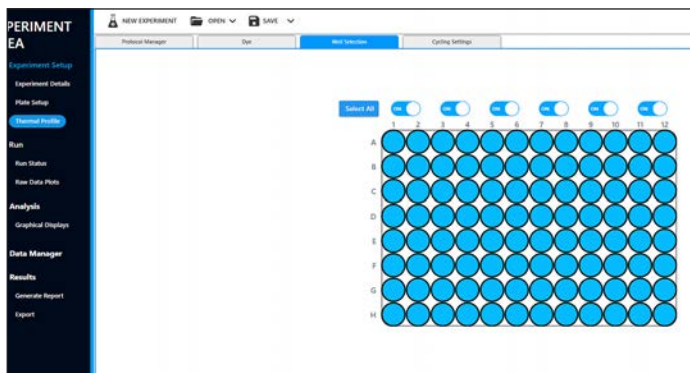 PERIMENT
EA
Experiment Setup
Experiment Details
Plate Setup
Thermal Profile
Run
Run Status
Raw Data Plots
Analysis
Graphical Displays
Data Manager
Results
Generate Report
Export
NEW EXPERIMENT OPEN SAVE
Protocol Manager Dye Well Selection Cycling Settings
Select All ON ON ON ON ON ON
1 2 3 4 5 6 7 8 9 10 11 12
A
B
C
D
E
F
G
H